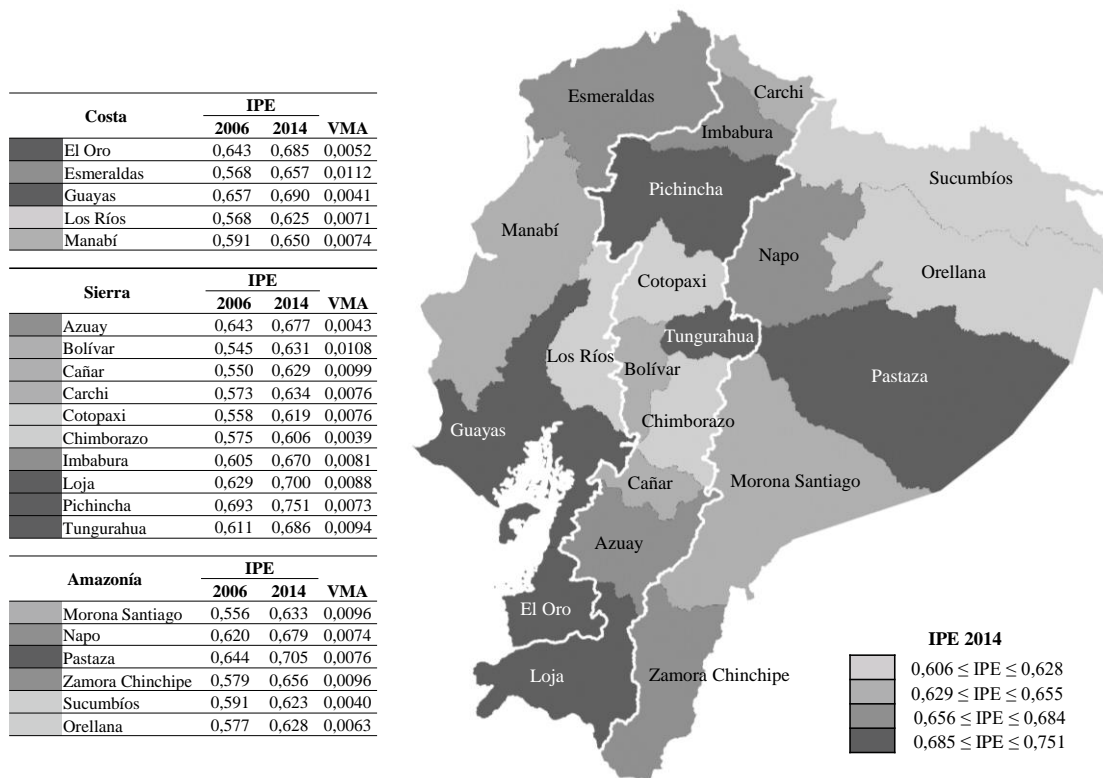 Costa IPE
2006 2014 VMA
El Oro 0,643 0,685 0,0052
Esmeraldas 0,568 0,657 0,0112
Guayas 0,657 0,690 0,0041
Los Ríos 0,568 0,625 0,0071
Manabí 0,591 0,650 0,0074
Sierra IPE
2006 2014 VMA
Azuay 0,643 0,677 0,0043
Bolívar 0,545 0,631 0,0108
Cañar 0,550 0,629 0,0099
Carchi 0,573 0,634 0,0076
Cotopaxi 0,558 0,619 0,0076
Chimborazo 0,575 0,606 0,0039
Imbabura 0,605 0,670 0,0081
Loja 0,629 0,700 0,0088
Pichincha 0,693 0,751 0,0073
Tungurahua 0,611 0,686 0,0094
Amazonía IPE
2006 2014 VMA
Morona Santiago 0,556 0,633 0,0096
Napo 0,620 0,679 0,0074
Pastaza 0,644 0,705 0,0076
Zamora Chinchipe 0,579 0,656 0,0096
Sucumbíos 0,591 0,623 0,0040
Orellana 0,577 0,628 0,0063
Esmeraldas
Carchi
Imbabura
Sucumbíos
Pichincha
Manabí
Napo
Orellana
Cotopaxi
Tungurahua
Los Ríos
Bolívar
Pastaza
Chimborazo
Guayas
Cañar
Morona Santiago
Azuay
El Oro
Loja
Zamora Chinchipe
IPE 2014
0,606 ≤ IPE ≤ 0,628
0,629 ≤ IPE ≤ 0,655
0,656 ≤ IPE ≤ 0,684
0,685 ≤ IPE ≤ 0,751